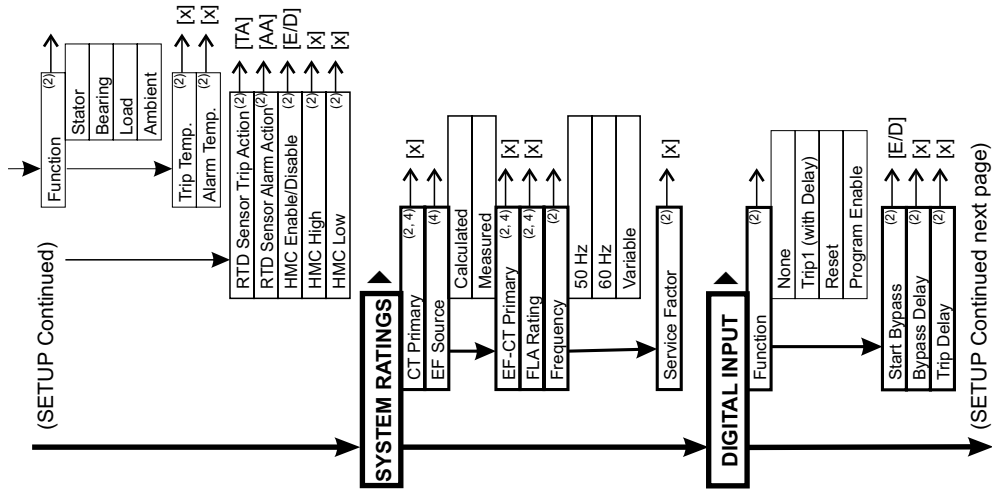 (SETUP Continued)
Function (2)
Stator
Bearing
Load
Ambient
Trip Temp. (2) [x]
Alarm Temp. (2) [x]
RTD Sensor Trip Action (2) [TA]
RTD Sensor Alarm Action (2) [AA]
HMC Enable/Disable (2) [E/D]
HMC High (2) [x]
HMC Low (2) [x]
SYSTEM RATINGS
CT Primary (2, 4) [x]
EF Source (4)
Calculated
Measured
EF-CT Primary (2, 4) [x]
FLA Rating (2, 4) [x]
Frequency (2)
50 Hz
60 Hz
Variable
Service Factor (2) [x]
DIGITAL INPUT
Function (2)
None
Trip1 (with Delay)
Reset
Program Enable
Start Bypass (2) [E/D]
Bypass Delay (2) [x]
Trip Delay (2) [x]
(SETUP Continued next page)